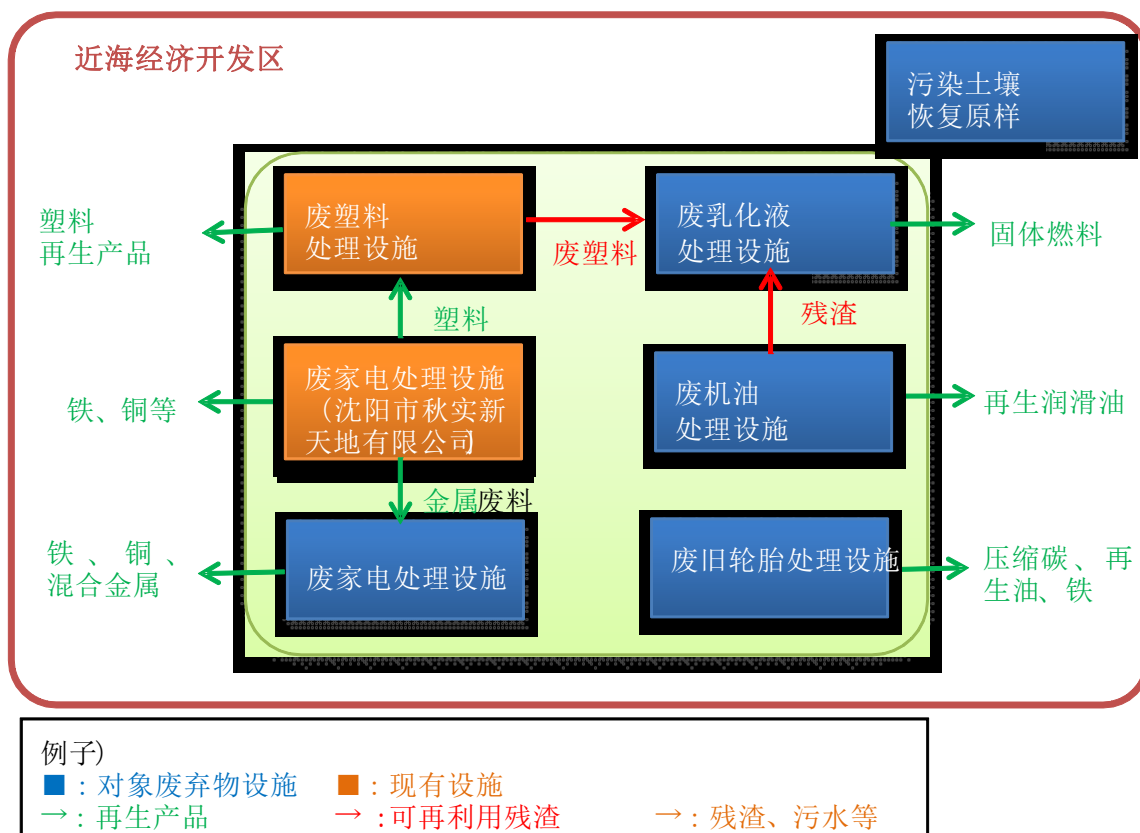 近海经济开发区
污染土壤
恢复原样
塑料
再生产品
废塑料
处理设施
废塑料
废乳化液
处理设施
固体燃料
塑料
残渣
铁、铜等
废家电处理设施
（沈阳市秋实新
天地有限公司)
废机油
处理设施
再生润滑油
金属废料
铁、铜、
混合金属
废家电处理设施
废旧轮胎处理设施
压缩碳、再
生油、铁
例子)
■：对象废弃物设施 ■：现有设施
→：再生产品 →：可再利用残渣 →：残渣、污水等